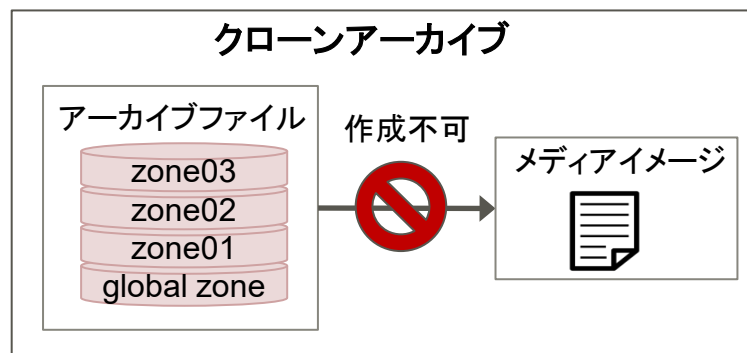 クローンアーカイブ
アーカイブファイル
zone03
zone02
zone01
global zone
作成不可
メディアイメージ